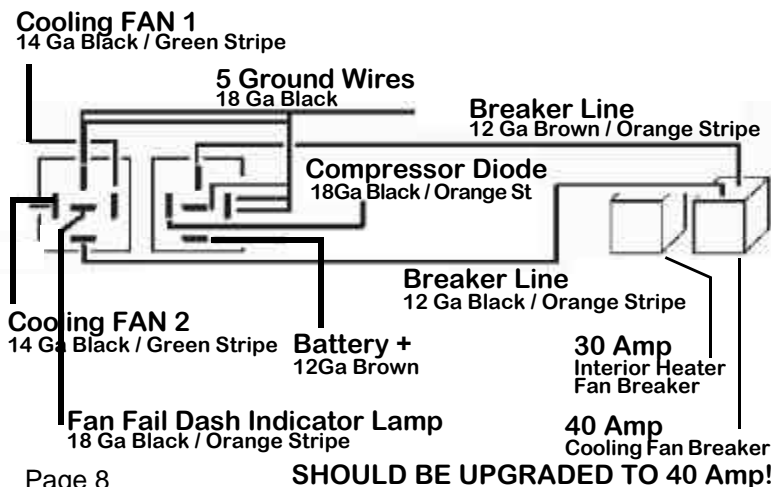 Cooling FAN 1
14 Ga Black / Green Stripe
5 Ground Wires
18 Ga Black
Breaker Line
12 Ga Brown / Orange Stripe
Compressor Diode
18Ga Black / Orange St
Breaker Line
12 Ga Black / Orange Stripe
Cooling FAN 2
14 Ga Black / Green Stripe
Battery +
12Ga Brown
30 Amp
Interior Heater
Fan Breaker
Fan Fail Dash Indicator Lamp
18 Ga Black / Orange Stripe
40 Amp
Cooling Fan Breaker
Page 8
SHOULD BE UPGRADED TO 40 Amp!